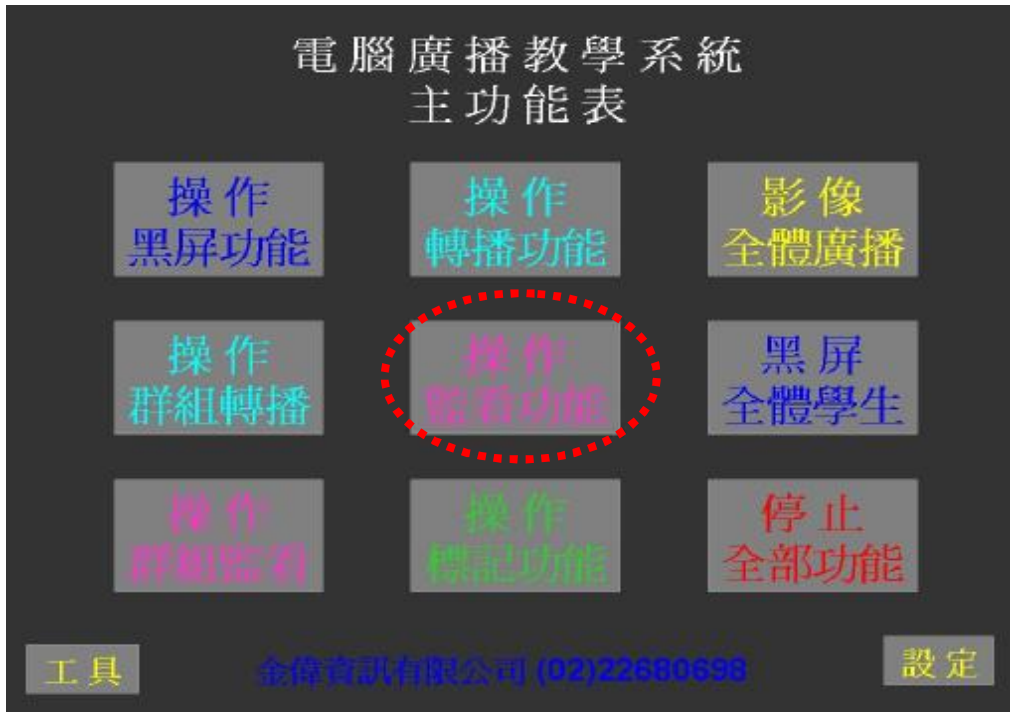 電腦廣播教學系統
主功能表
操作
黑屏功能
操作
轉播功能
影像
全體廣播
操作
群組轉播
操作
監看功能
黑屏
全體學生
操作
群組監看
操作
標記功能
停止
全部功能
工具
金偉資訊有限公司 (02)22680698
設定